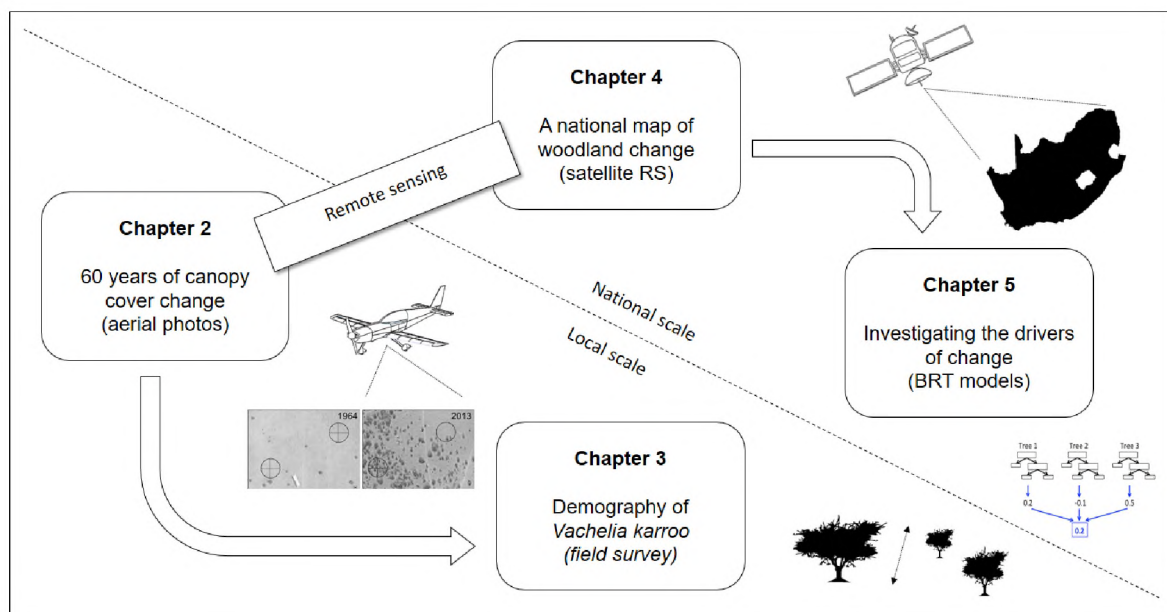 Chapter 4
A national map of
woodland change
(satellite RS)
Remote sensing
Chapter 2
60 years of canopy
cover change
(aerial photos)
National scale
Local scale
Chapter 5
Investigating the drivers
of change
(BRT models)
1964
2013
Chapter 3
Demography of
Vachelia karroo
(field survey)
Tree 1 Tree 2 Tree 3
0.2 -0.1 0.5
0.2